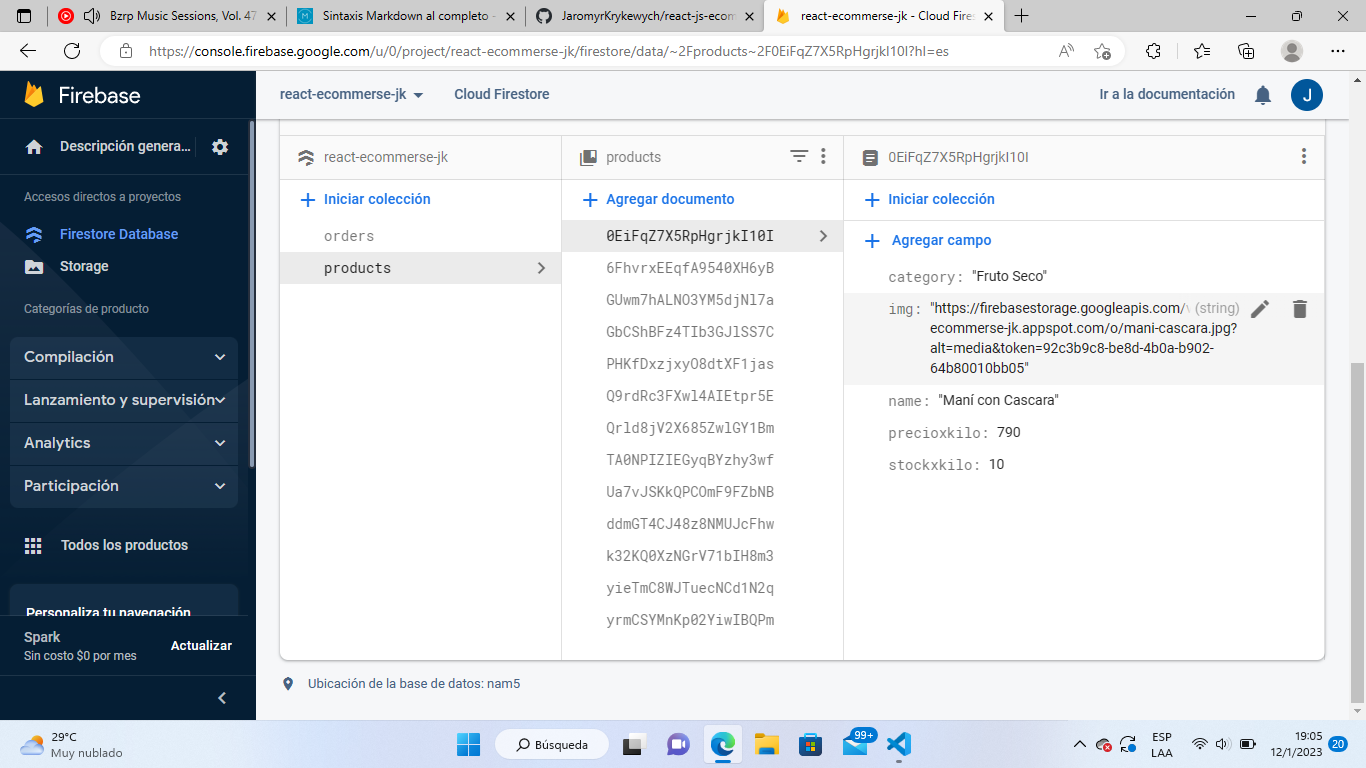 Bzrp Music Sessions, Vol. 47
Sintaxis Markdown al completo -
JaromyrKrykewych/react-js-ecom
react-ecommerse-jk - Cloud Fires
https://console.firebase.google.com/u/0/project/react-ecommerse-jk/firestore/data/~2Fproducts~2F0EiFqZ7X5RpHgrjkI10I?hl=es
Firebase
react-ecommerse-jk
Cloud Firestore
Ir a la documentación
J
Descripción genera...
Accesos directos a proyectos
Firestore Database
Storage
Categorías de producto
Compilación
Lanzamiento y supervisión
Analytics
Participación
Todos los productos
Personaliza tu navegación
Spark
Sin costo $0 por mes
Actualizar
react-ecommerse-jk
Iniciar colección
orders
products
products
Agregar documento
0EiFqZ7X5RpHgrjkI10I
6FhvrxEEqfA9540XH6yB
GUwm7hALNO3YM5djNl7a
GbCShBFz4TIb3GJlSS7C
PHKfDxzjxyO8dtXF1jas
Q9rdRc3FXwl4AIEtpr5E
Qrld8jV2X685ZwlGY1Bm
TA0NPIZIEGyqBYzhy3wf
Ua7vJSKkQPCOmF9FZbNB
ddmGT4CJ48z8NMUJcFhw
k32KQ0XzNGrV71bIH8m3
yieTmC8WJTuecNCd1N2q
yrmCSYMnKp02YiwIBQPm
0EiFqZ7X5RpHgrjkI10I
Iniciar colección
Agregar campo
category: "Fruto Seco"
img: "https://firebasestorage.googleapis.com/ (string)
ecommerse-jk.appspot.com/o/mani-cascara.jpg?
alt=media&token=92c3b9c8-be8d-4b0a-b902-
64b80010bb05"
name: "Maní con Cascara"
precioxkilo: 790
stockxkilo: 10
Ubicación de la base de datos: nam5
29°C
Muy nublado
Búsqueda
99+
ESP
LAA
19:05
12/1/2023
20